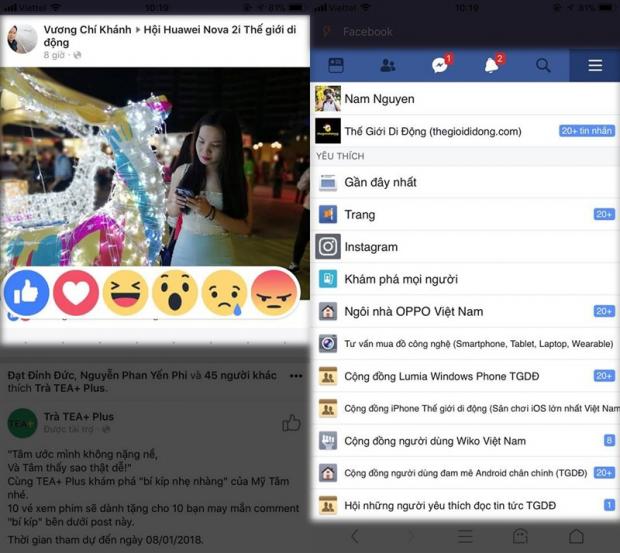 Viettel
10:19
81%
Vương Chí Khánh ▸ Hội Huawei Nova 2i Thế giới di
động
8 giờ
Đạt Đình Đức, Nguyễn Phan Yến Phi và 45 người khác
thích Trà TEA+ Plus.
TEA+
Trà TEA+ Plus
Được tài trợ
"Tâm ước mình không nặng nề,
Và Tâm thấy sao thật dễ!"
Cùng TEA+ Plus khám phá "bí kíp nhẹ nhàng" của Mỹ Tâm
nhé.
10 vé xem phim sẽ dành tặng cho 10 bạn may mắn comment
"bí kíp" bên dưới post này.
Thời gian tham dự đến ngày 08/01/2018.
Viettel
10:19
81%
Facebook
1
2
Nam Nguyen
Thế Giới Di Động (thegioididong.com)
20+ tin nhắn
YÊU THÍCH
Gần đây nhất
Trang
20+
Instagram
Khám phá mọi người
Ngôi nhà OPPO Việt Nam
20+
Tư vấn mua đồ công nghệ (Smartphone, Tablet, Laptop, Wearable)
Cộng đồng Lumia Windows Phone TGDĐ
20+
Cộng đồng iPhone Thế giới di động (Sân chơi iOS lớn nhất Việt Nam
Cộng đồng người dùng Wiko Việt Nam
8
Cộng đồng người dùng đam mê Android chân chính (TGDĐ)
20+
Hội những người yêu thích đọc tin tức TGDĐ
1